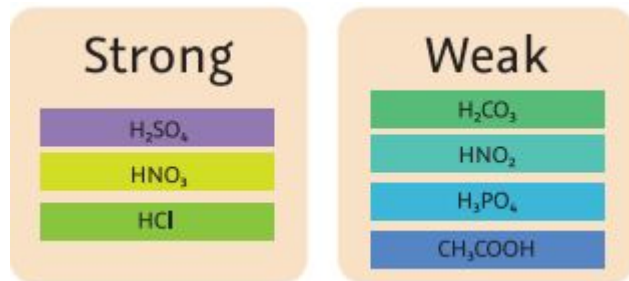 Strong
H₂SO₄
HNO₃
HCl
Weak
H₂CO₃
HNO₂
H₃PO₄
CH₃COOH